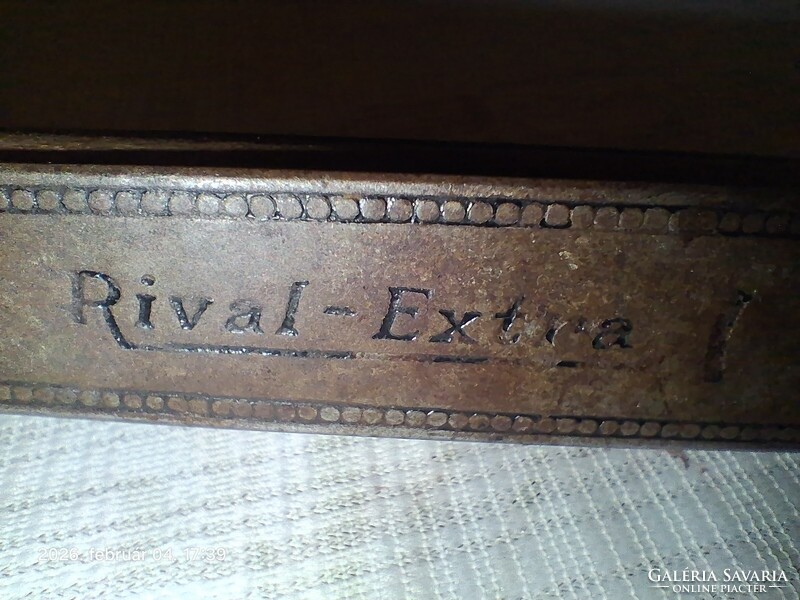 Rival-Extra
2026. február 04. 17:39
GALÉRIA SAVARIA
ONLINE PIACTÉR